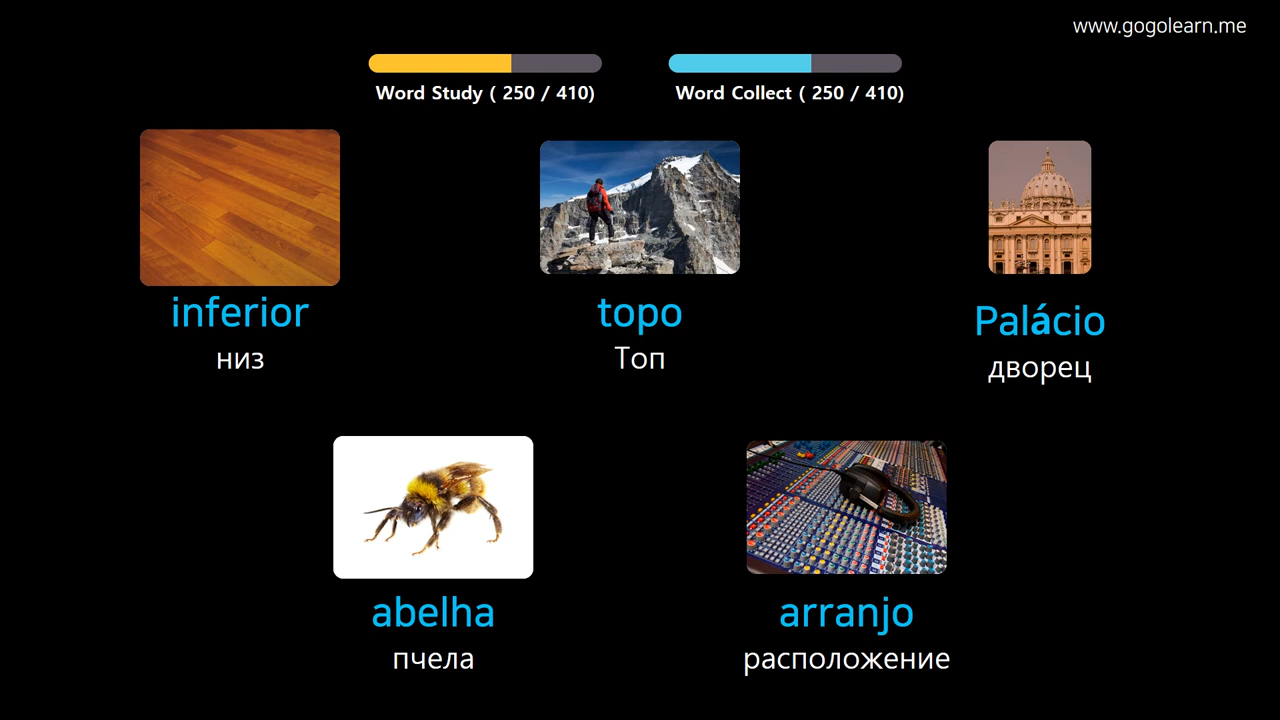 www.gogolearn.me
Word Study ( 250 / 410)
Word Collect ( 250 / 410)
inferior
низ
topo
Топ
Palácio
дворец
abelha
пчела
arranjo
расположение